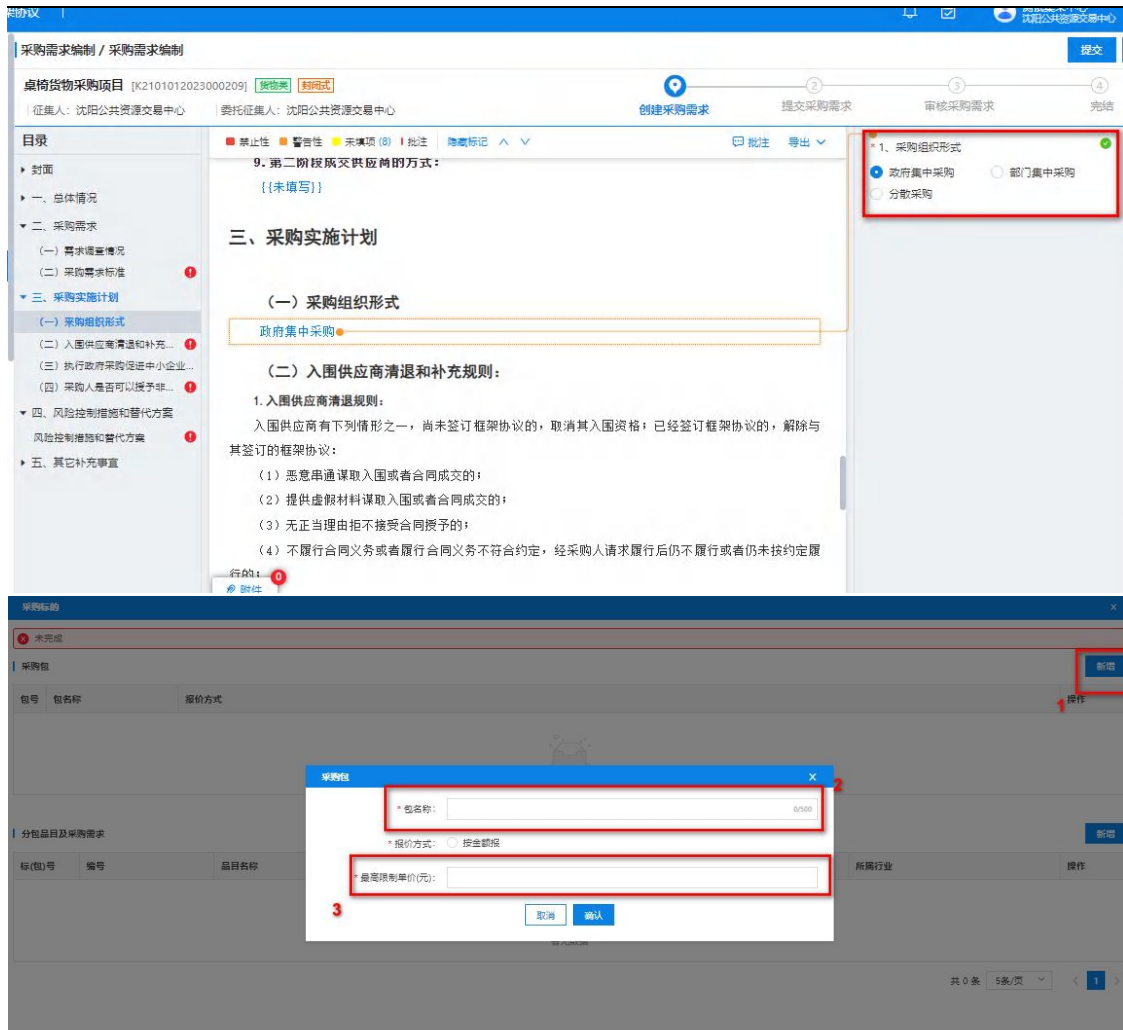 架协议
沈阳公共资源交易中心
采购需求编制 / 采购需求编制
提交
桌椅货物采购项目 [K2101012023000209] 货物类 封闭式
征集人：沈阳公共资源交易中心 委托征集人：沈阳公共资源交易中心
创建采购需求
2 提交采购需求
3 审核采购需求
4 完结
目录
封面
一、总体情况
二、采购需求
（一）需求调查情况
（二）采购需求标准
三、采购实施计划
（一）采购组织形式
（二）入围供应商清退和补充...
（三）执行政府采购促进中小企业...
（四）采购人是否可以授予非...
四、风险控制措施和替代方案
风险控制措施和替代方案
五、其它补充事宜
禁止性 警告性 未填项 (8) 批注 隐藏标记
批注 导出
9. 第二阶段成交供应商的方式：
{{未填写}}
三、采购实施计划
（一）采购组织形式
政府集中采购
（二）入围供应商清退和补充规则：
1. 入围供应商清退规则：
入围供应商有下列情形之一，尚未签订框架协议的，取消其入围资格；已经签订框架协议的，解除与
其签订的框架协议：
（1）恶意串通谋取入围或者合同成交的；
（2）提供虚假材料谋取入围或者合同成交的；
（3）无正当理由拒不接受合同授予的；
（4）不履行合同义务或者履行合同义务不符合约定，经采购人请求履行后仍不履行或者仍未按约定履
行的；
附件 0
* 1、采购组织形式
政府集中采购 部门集中采购
分散采购
采购标的 x
未完成
采购包 新增
1
包号 包名称 报价方式 操作
采购包 X
2
* 包名称： 0/500
* 报价方式： 按金额报
* 最高限制单价(元)：
3
取消 确认
分包品目及采购需求 新增
标(包)号 编号 品目名称 所属行业 操作
暂无数据
共 0 条 5条/页 < 1 >